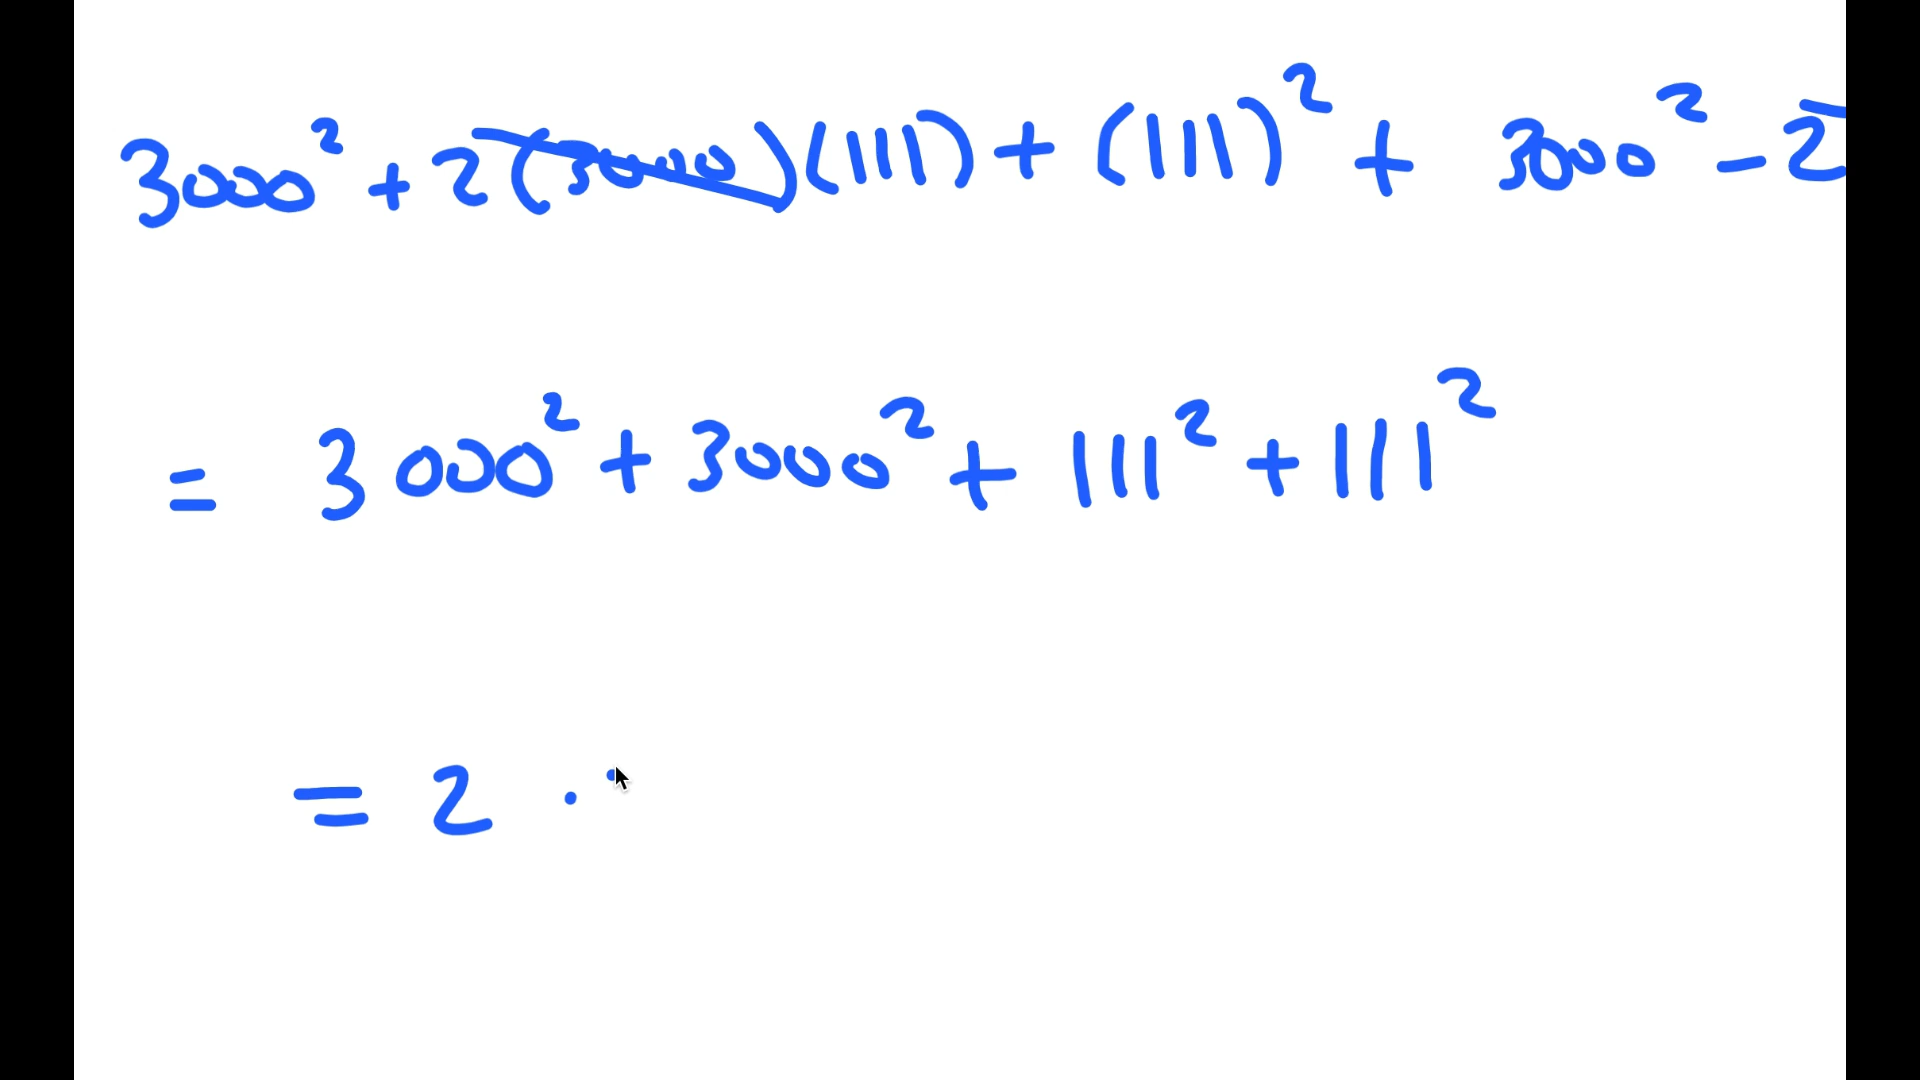 3000² + 2(3000)(111) + (111)² + 3000² - 2
= 3000² + 3000² + 111² + 111²
= 2 ·